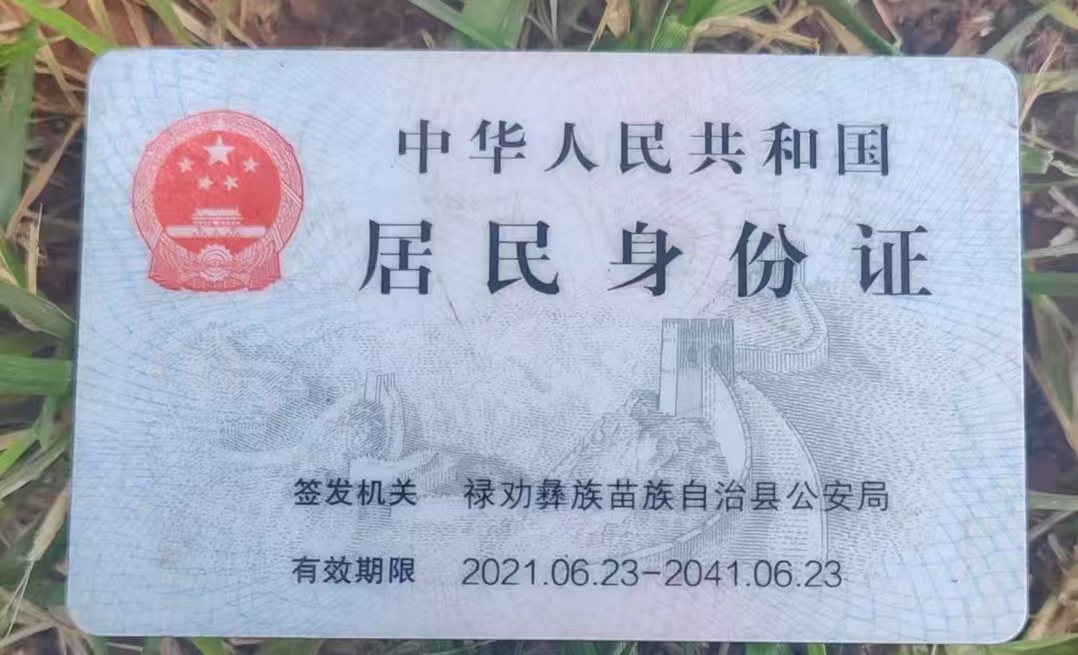 中华人民共和国
居民身份证
签发机关 禄劝彝族苗族自治县公安局
有效期限 2021.06.23-2041.06.23